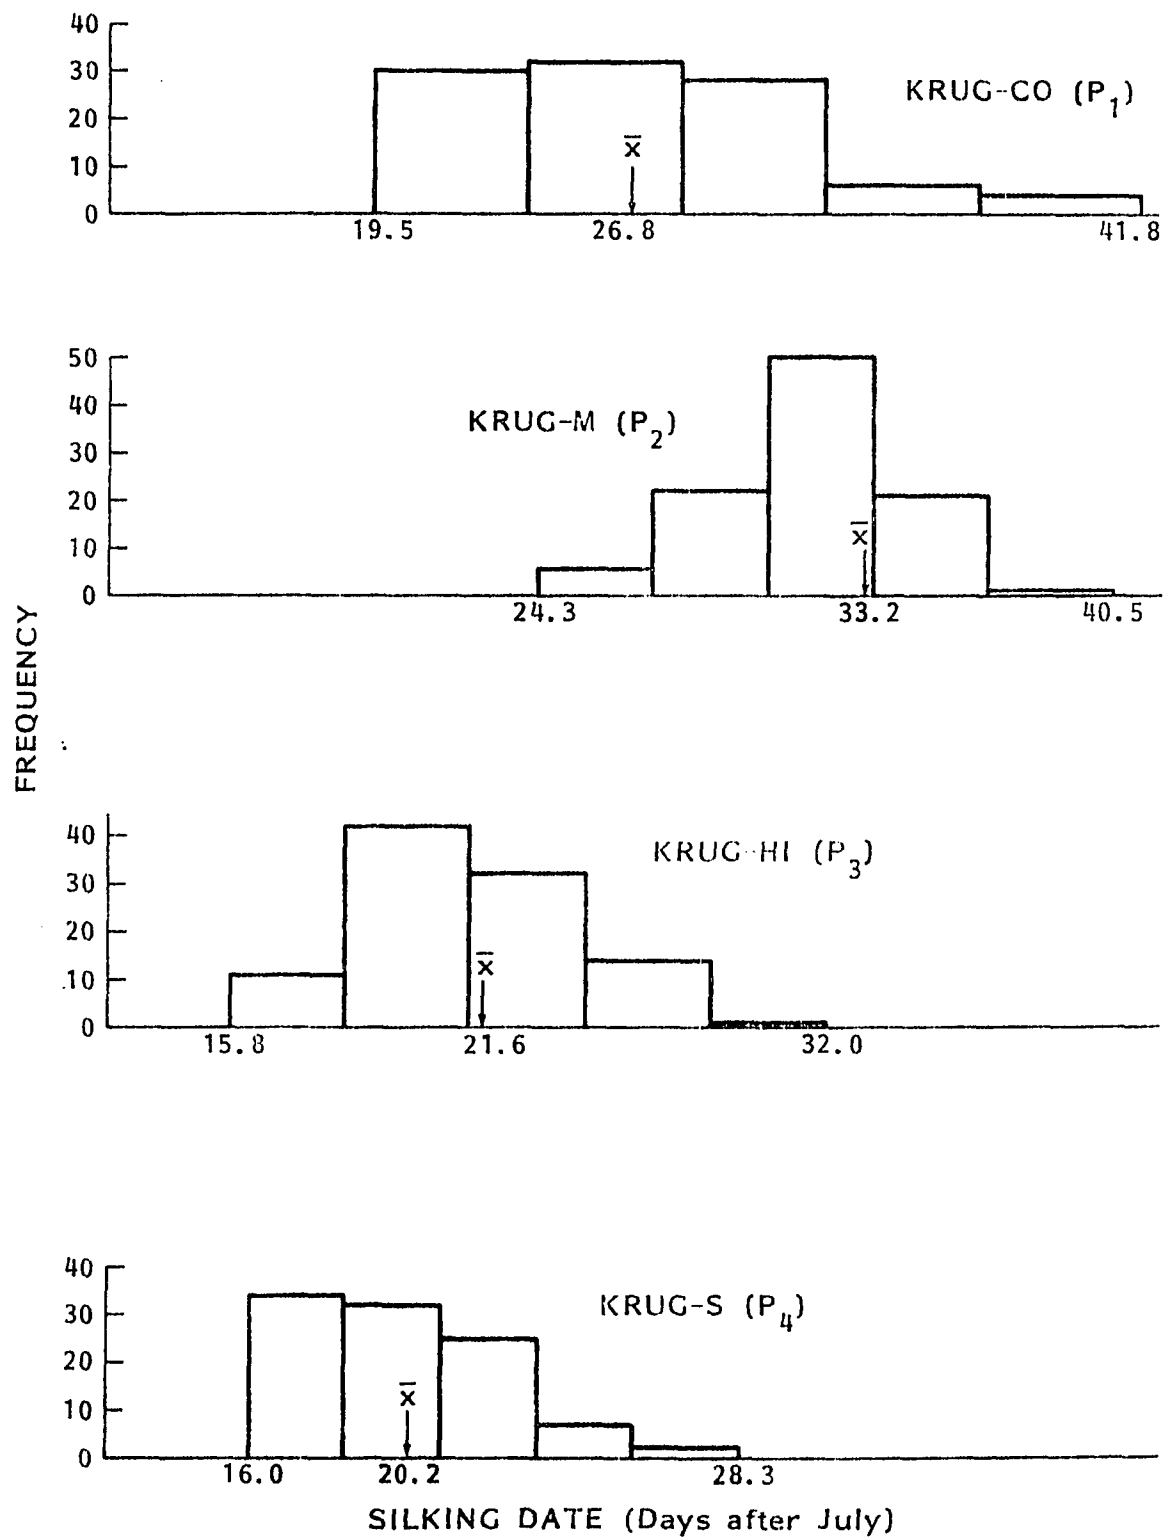 40
30
20
10
0
KRUG-CO (P1)
x̄
19.5 26.8 41.8
50
40
30
20
10
0
KRUG-M (P2)
x̄
24.3 33.2 40.5
FREQUENCY
40
30
20
10
0
KRUG-HI (P3)
x̄
15.8 21.6 32.0
40
30
20
10
0
KRUG-S (P4)
x̄
16.0 20.2 28.3
SILKING DATE (Days after July)